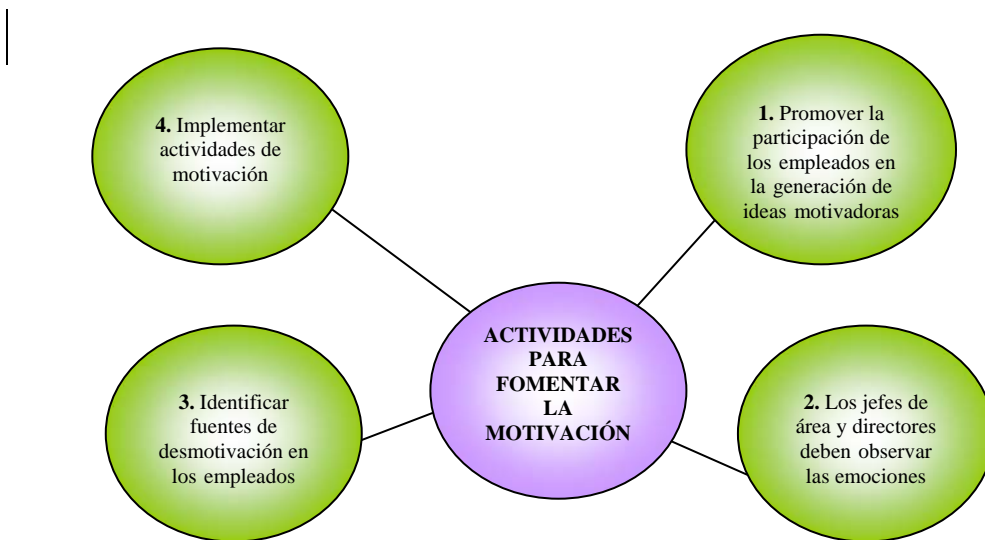 4. Implementar
actividades de
motivación
1. Promover la
participación de
los empleados en
la generación de
ideas motivadoras
ACTIVIDADES
PARA
FOMENTAR
LA
MOTIVACIÓN
3. Identificar
fuentes de
desmotivación en
los empleados
2. Los jefes de
área y directores
deben observar
las emociones